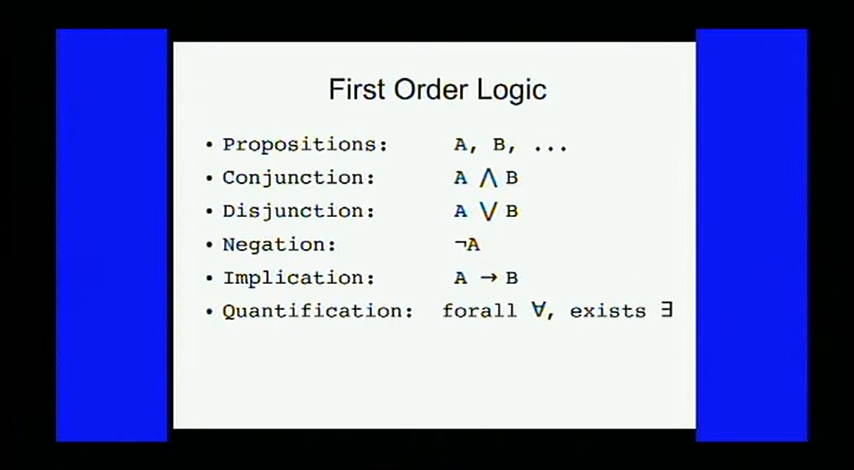 First Order Logic
• Propositions: A, B, ...
• Conjunction: A ⋀ B
• Disjunction: A ⋁ B
• Negation: ¬A
• Implication: A → B
• Quantification: forall ∀, exists ∃